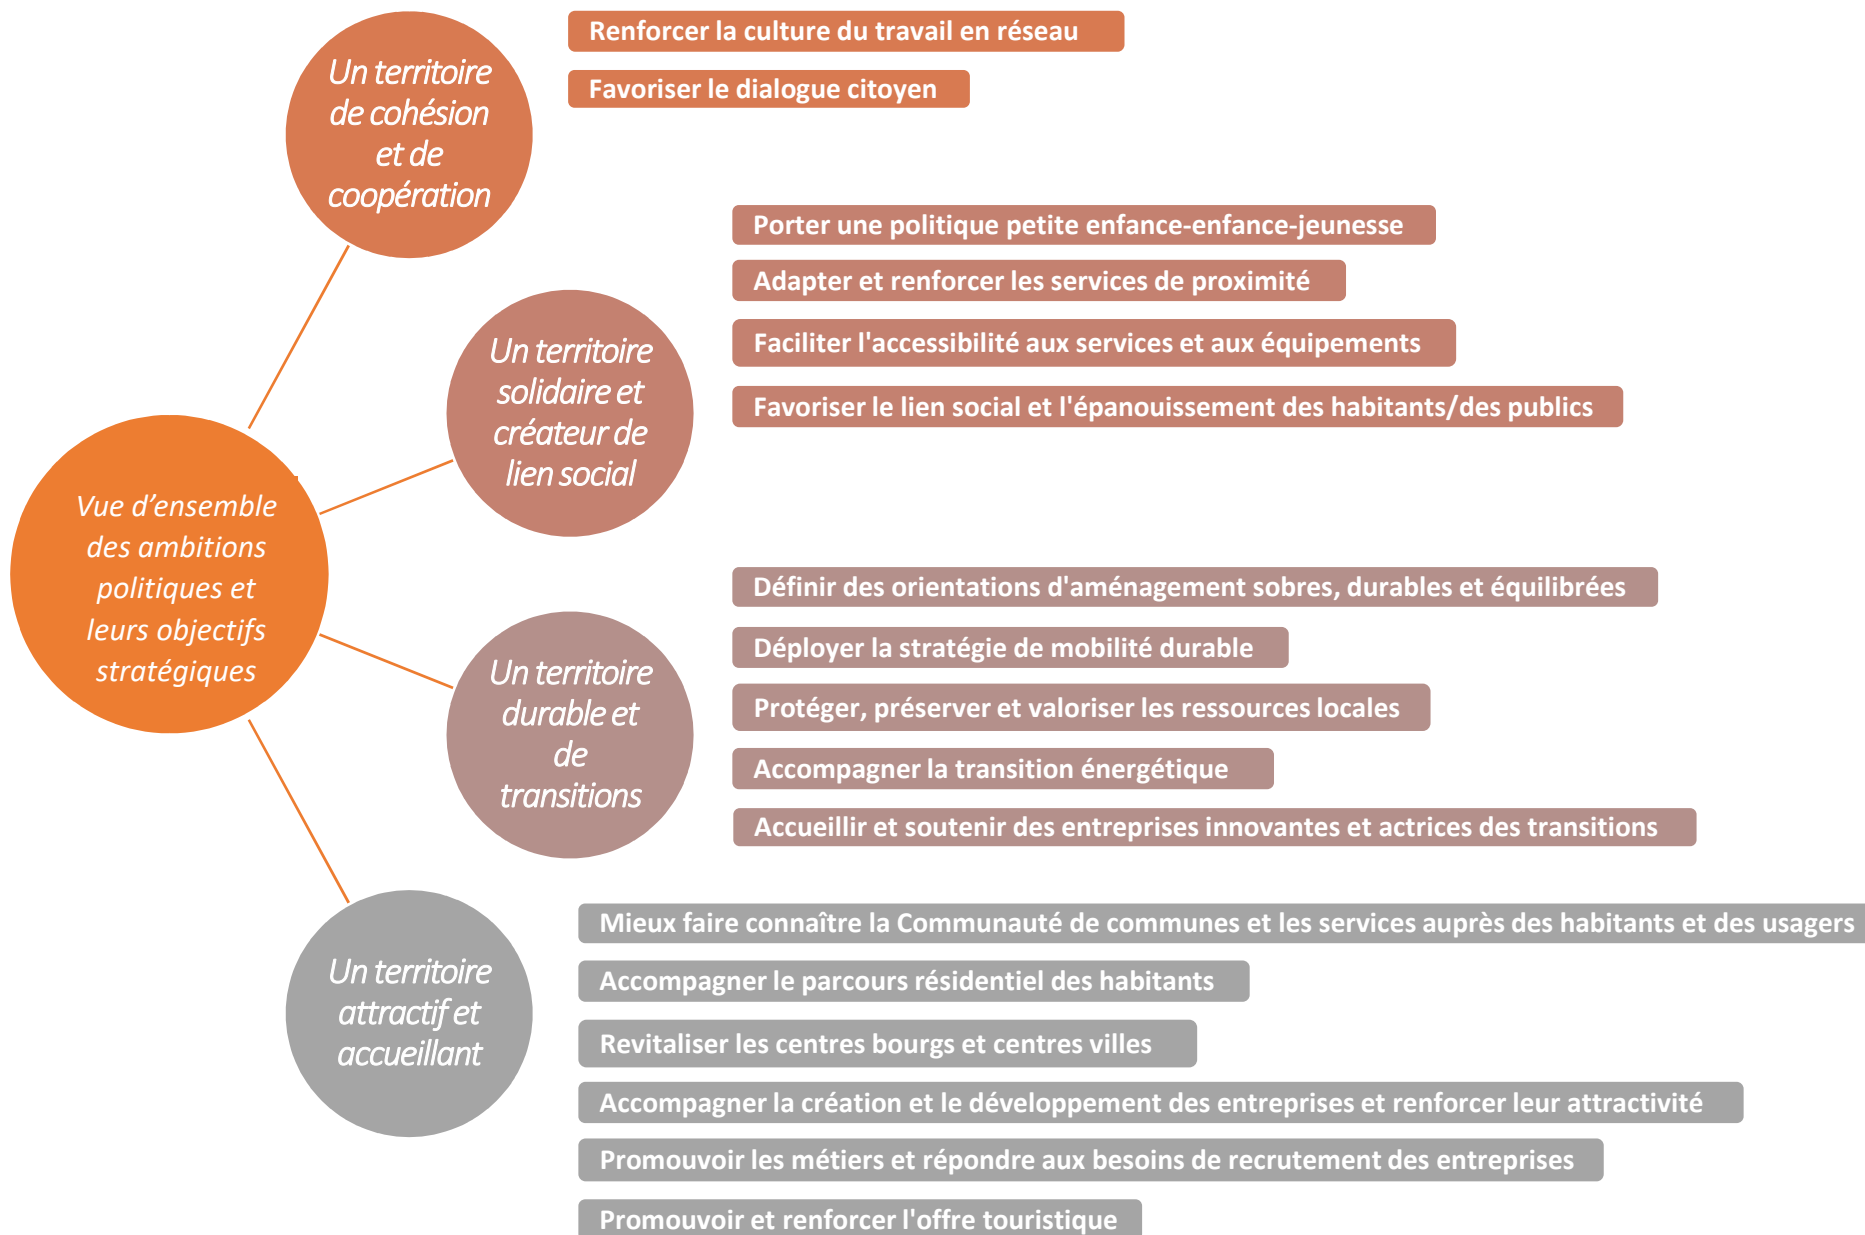 Vue d’ensemble
des ambitions
politiques et
leurs objectifs
stratégiques
Un territoire
de cohésion
et de
coopération
Renforcer la culture du travail en réseau
Favoriser le dialogue citoyen
Un territoire
solidaire et
créateur de
lien social
Porter une politique petite enfance-enfance-jeunesse
Adapter et renforcer les services de proximité
Faciliter l'accessibilité aux services et aux équipements
Favoriser le lien social et l'épanouissement des habitants/des publics
Un territoire
durable et
de
transitions
Définir des orientations d'aménagement sobres, durables et équilibrées
Déployer la stratégie de mobilité durable
Protéger, préserver et valoriser les ressources locales
Accompagner la transition énergétique
Accueillir et soutenir des entreprises innovantes et actrices des transitions
Un territoire
attractif et
accueillant
Mieux faire connaître la Communauté de communes et les services auprès des habitants et des usagers
Accompagner le parcours résidentiel des habitants
Revitaliser les centres bourgs et centres villes
Accompagner la création et le développement des entreprises et renforcer leur attractivité
Promouvoir les métiers et répondre aux besoins de recrutement des entreprises
Promouvoir et renforcer l'offre touristique